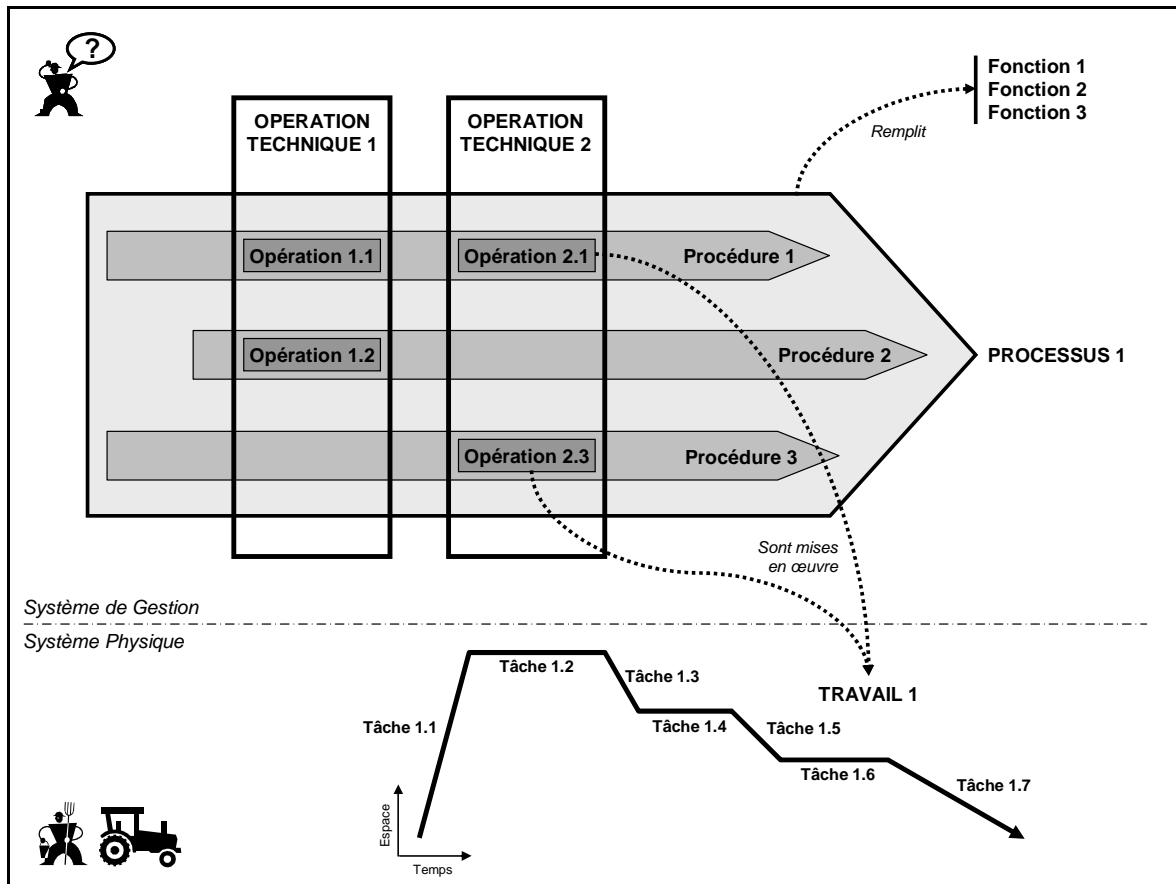 ?
Fonction 1
Fonction 2
Fonction 3
Remplit
OPERATION
TECHNIQUE 1
OPERATION
TECHNIQUE 2
Opération 1.1
Opération 2.1
Procédure 1
Opération 1.2
Procédure 2
PROCESSUS 1
Opération 2.3
Procédure 3
Sont mises
en œuvre
Système de Gestion
Système Physique
Tâche 1.2
Tâche 1.3
TRAVAIL 1
Tâche 1.1
Tâche 1.4
Tâche 1.5
Tâche 1.6
Tâche 1.7
Espace
Temps